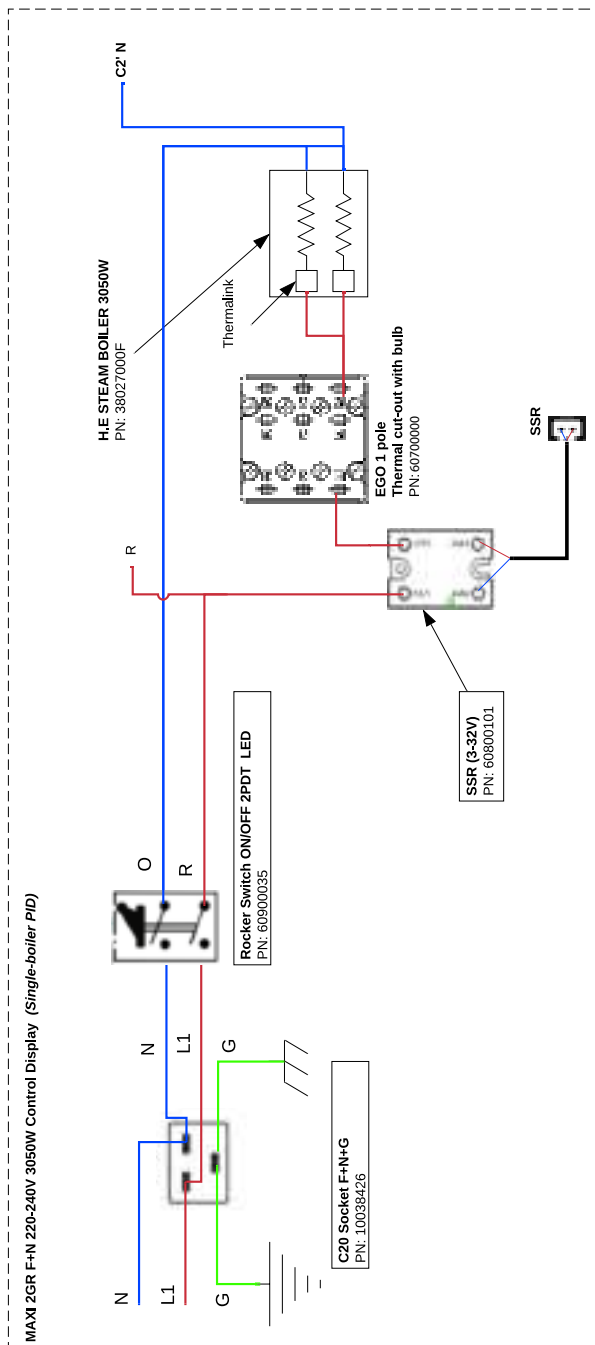 MAXI 2GR F+N 220-240V 3050W Control Display (Single-boiler PID)
C2' N
H.E STEAM BOILER 3050W
PN: 38027000F
Thermalink
EGO 1 pole
Thermal cut-out with bulb
PN: 60700000
SSR
R
SSR (3-32V)
PN: 60800101
Rocker Switch ON/OFF 2PDT LED
PN: 60900035
O
R
N
L1
G
C20 Socket F+N+G
PN: 10038426
N
L1
G